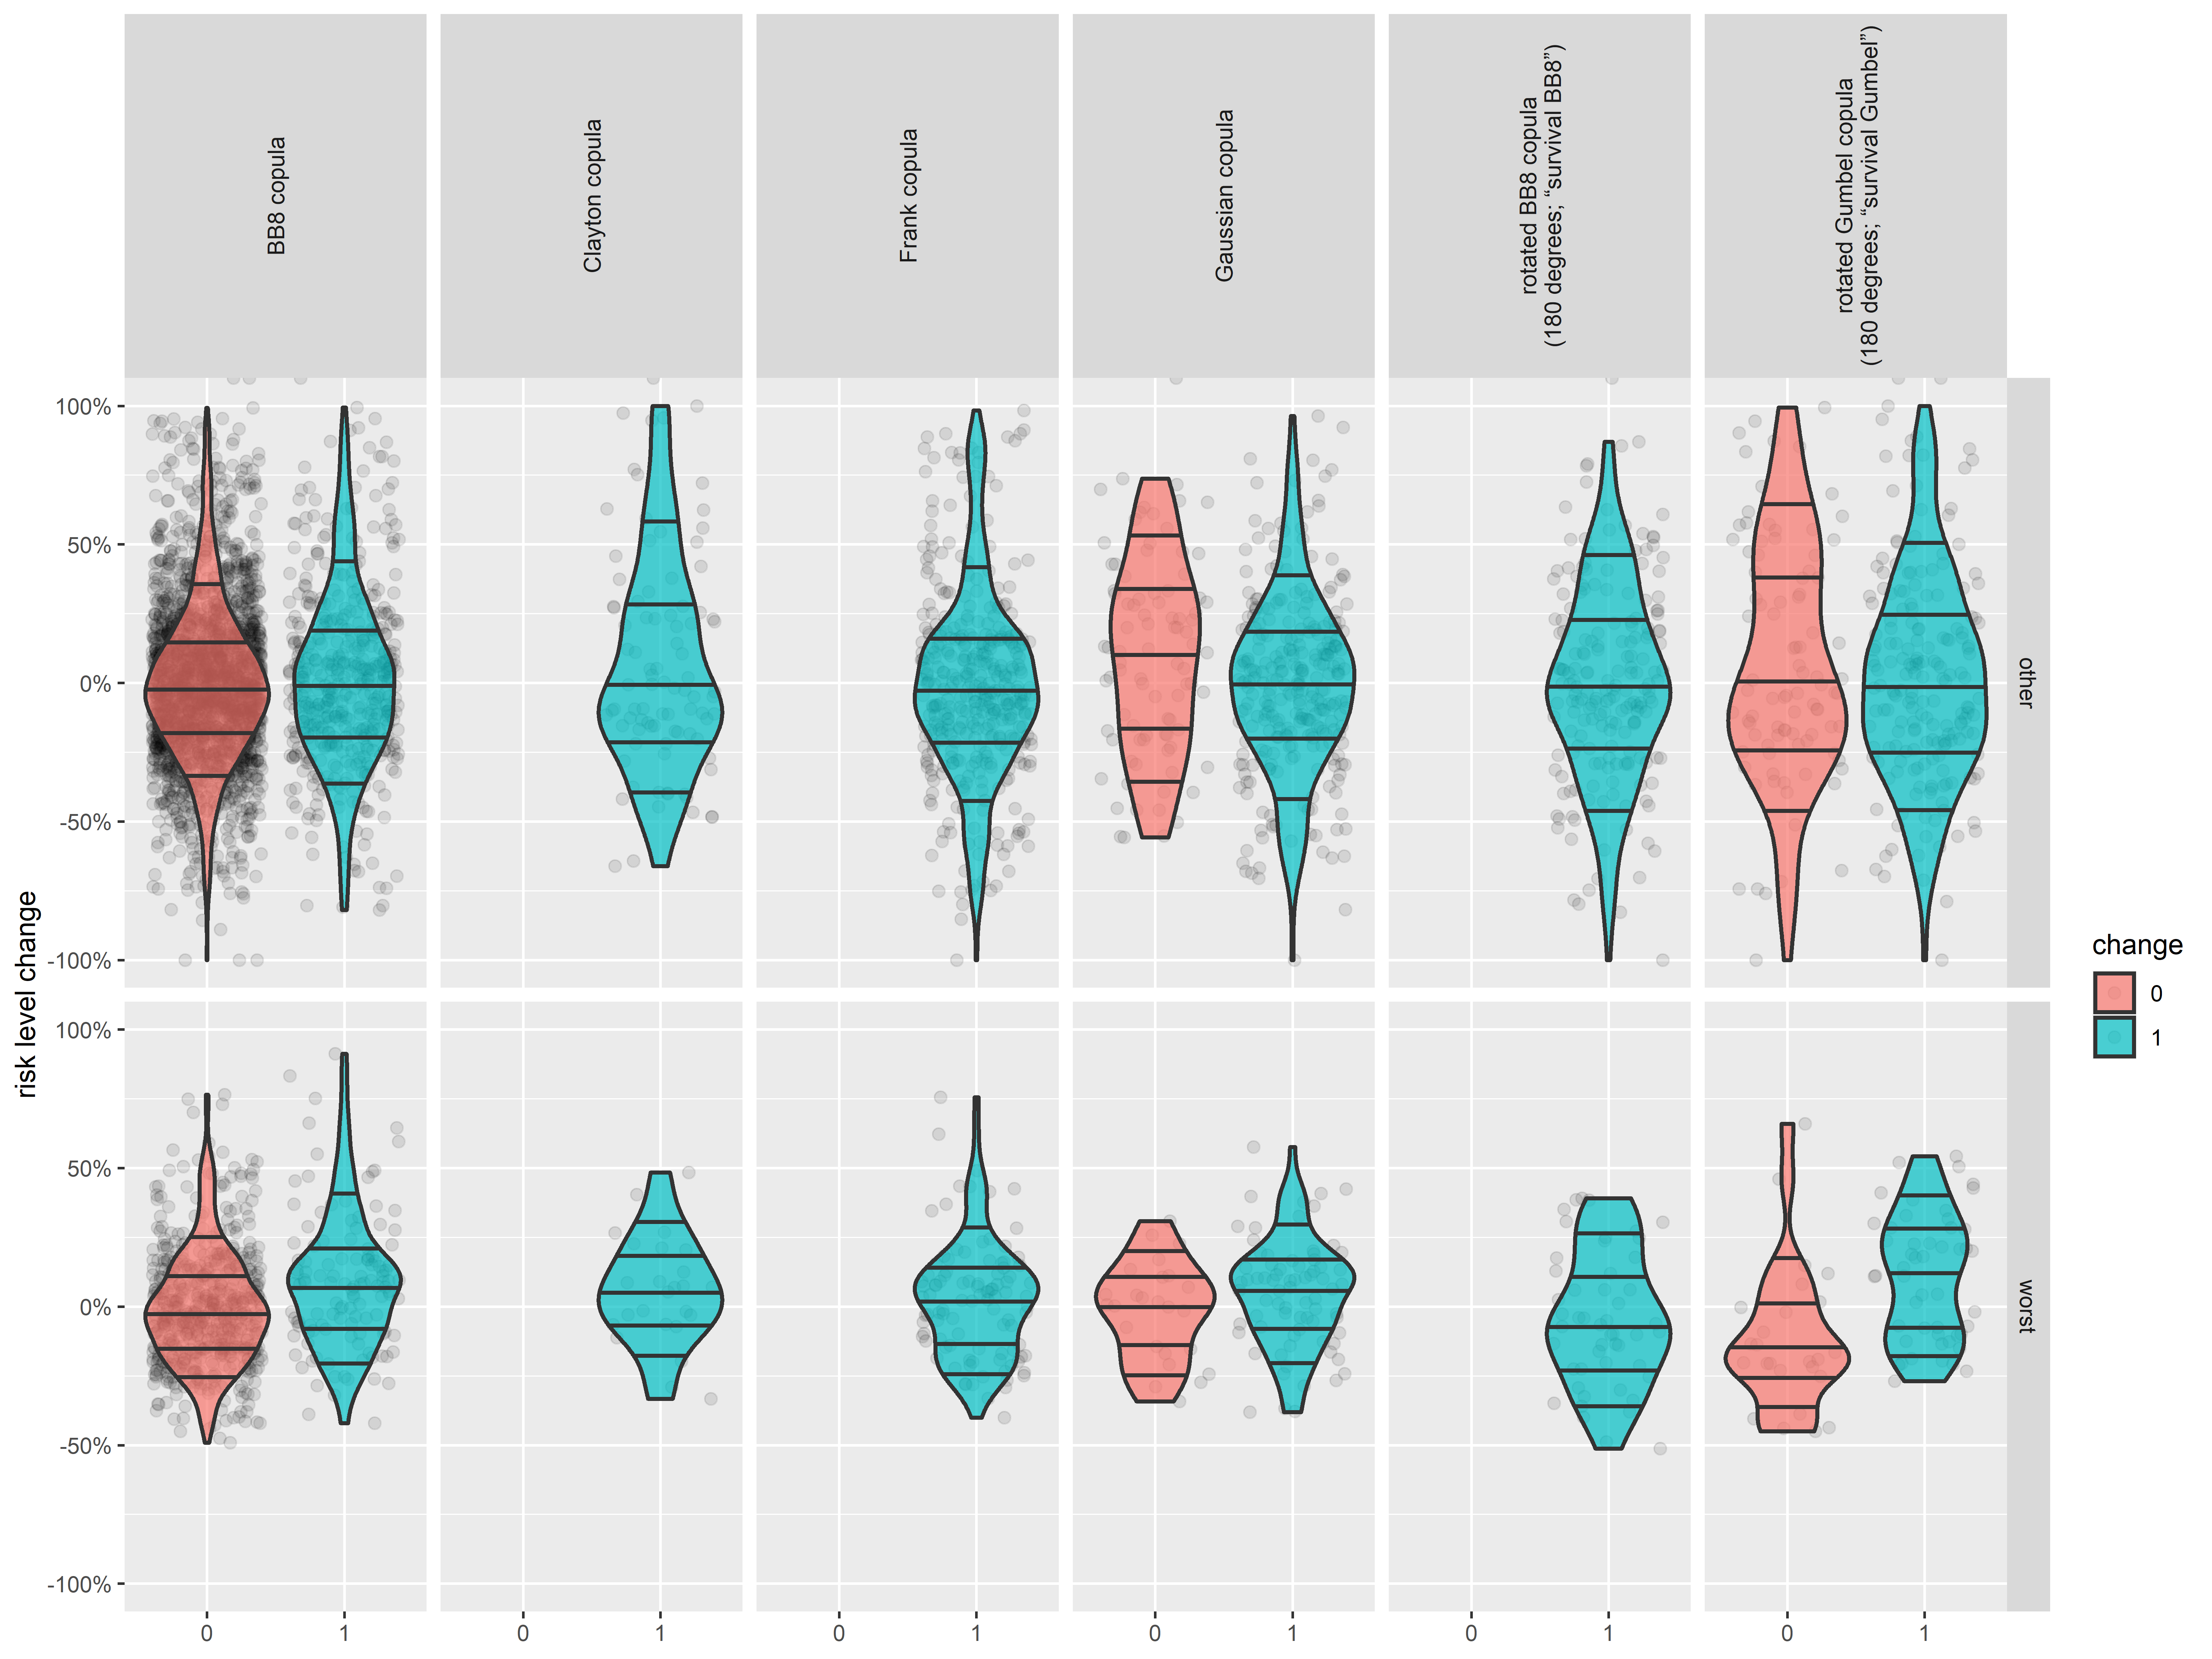 BB8 copula
Clayton copula
Frank copula
Gaussian copula
rotated BB8 copula
(180 degrees; “survival BB8”)
rotated Gumbel copula
(180 degrees; “survival Gumbel”)
risk level change
100%
50%
0%
-50%
-100%
other
100%
50%
0%
-50%
-100%
worst
0 1 0 1 0 1 0 1 0 1 0 1
change
0
1